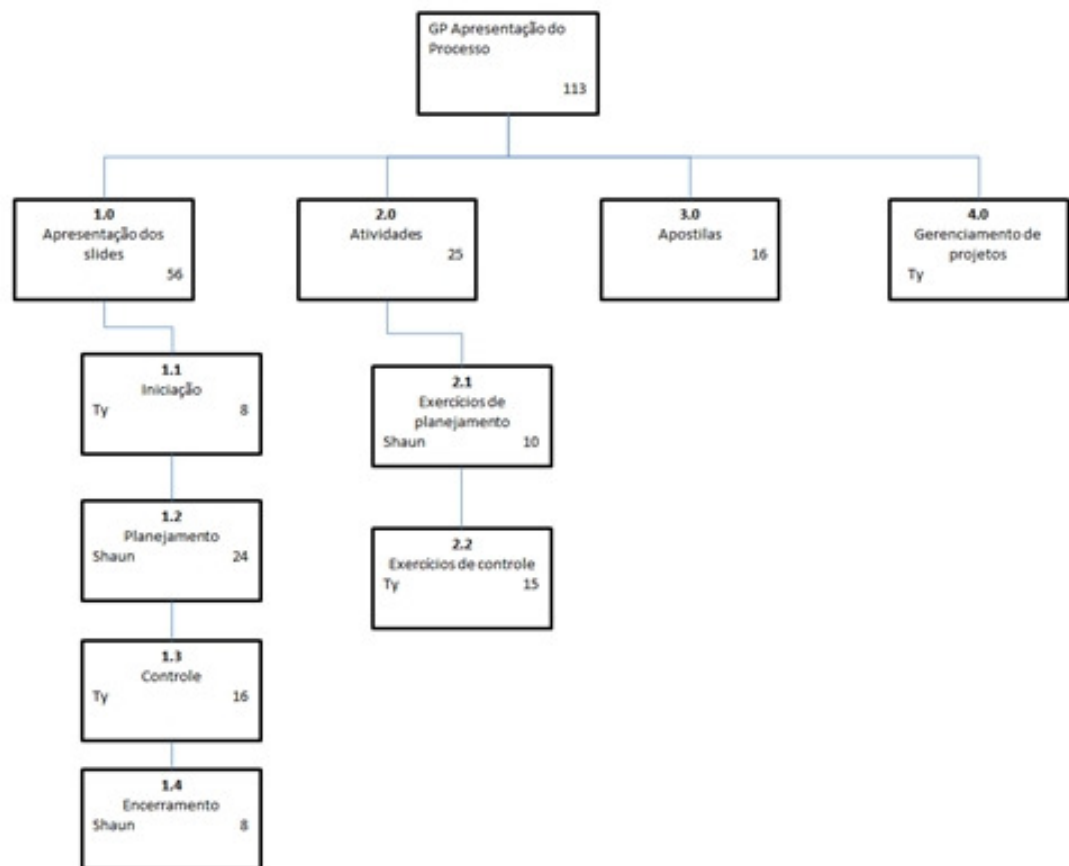 GP Apresentação do
Processo
113
1.0
Apresentação dos
slides
56
2.0
Atividades
25
3.0
Apostilas
16
4.0
Gerenciamento de
projetos
Ty
1.1
Iniciação
Ty 8
1.2
Planejamento
Shaun 24
1.3
Controle
Ty 16
1.4
Encerramento
Shaun 8
2.1
Exercícios de
planejamento
Shaun 10
2.2
Exercícios de controle
Ty 15